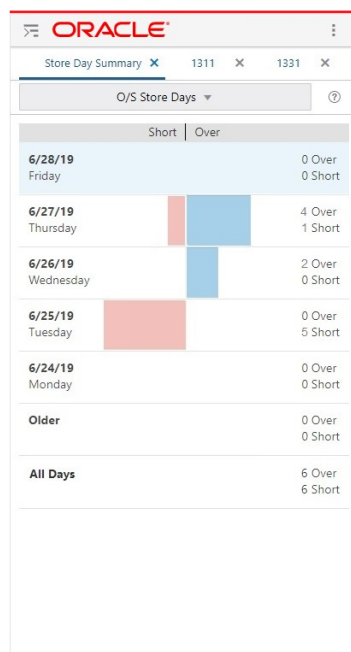 ORACLE
Store Day Summary X 1311 X 1331 X
O/S Store Days ?
Short Over
6/28/19 0 Over
Friday 0 Short
6/27/19 4 Over
Thursday 1 Short
6/26/19 2 Over
Wednesday 0 Short
6/25/19 0 Over
Tuesday 5 Short
6/24/19 0 Over
Monday 0 Short
Older 0 Over
0 Short
All Days 6 Over
6 Short